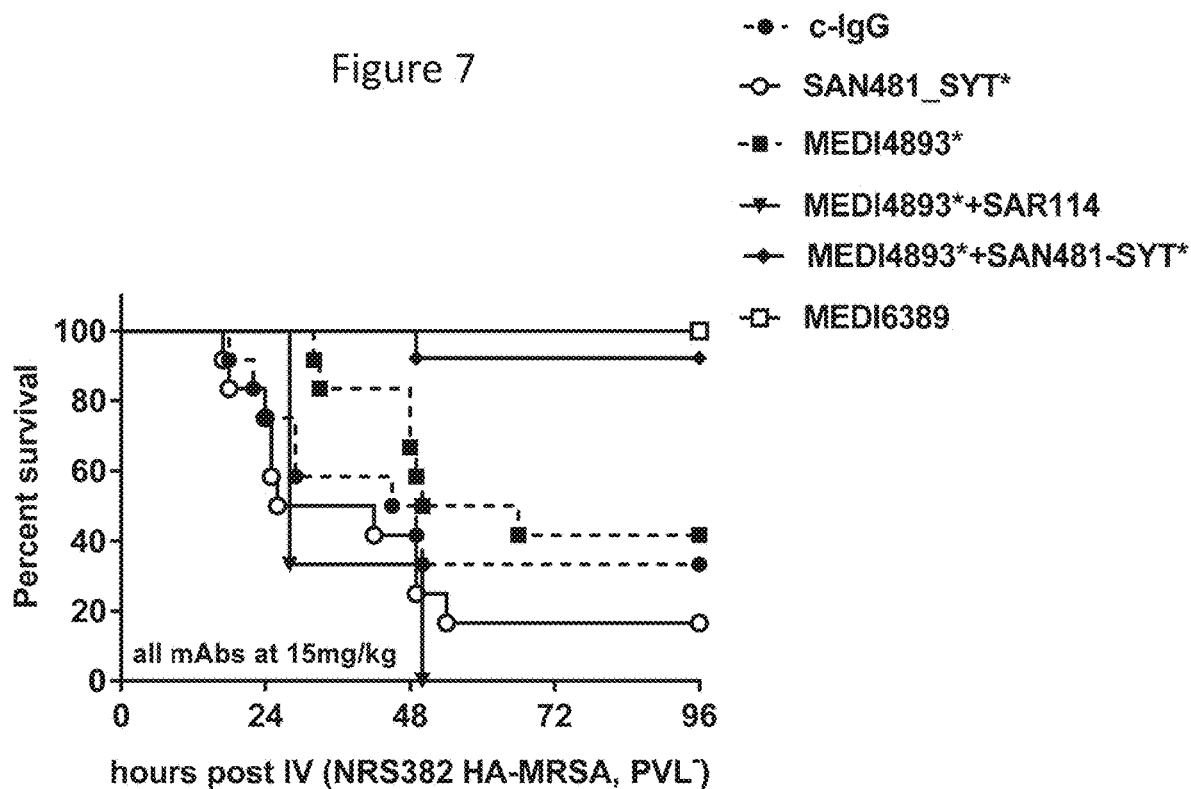 Figure 7
c-IgG
SAN481_SYT*
MEDI4893*
MEDI4893*+SAR114
MEDI4893*+SAN481-SYT*
MEDI6389
Percent survival
100
80
60
40
20
0
all mAbs at 15mg/kg
0 24 48 72 96
hours post IV (NRS382 HA-MRSA, PVL⁻)